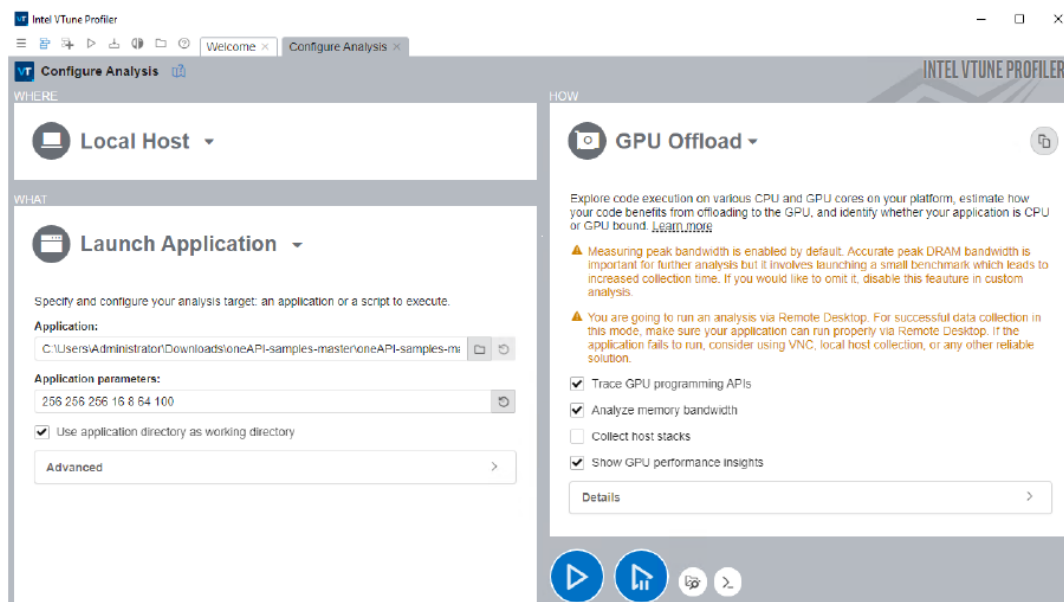 Intel VTune Profiler
Welcome ×
Configure Analysis ×
VT Configure Analysis
INTEL VTUNE PROFILER
WHERE
Local Host
WHAT
Launch Application
Specify and configure your analysis target: an application or a script to execute.
Application:
C:\Users\Administrator\Downloads\oneAPI-samples-master\oneAPI-samples-ma
Application parameters:
256 256 256 16 8 64 100
Use application directory as working directory
Advanced
HOW
GPU Offload
Explore code execution on various CPU and GPU cores on your platform, estimate how
your code benefits from offloading to the GPU, and identify whether your application is CPU
or GPU bound. Learn more
Measuring peak bandwidth is enabled by default. Accurate peak DRAM bandwidth is
important for further analysis but it involves launching a small benchmark which leads to
increased collection time. If you would like to omit it, disable this feauture in custom
analysis.
You are going to run an analysis via Remote Desktop. For successful data collection in
this mode, make sure your application can run properly via Remote Desktop. If the
application fails to run, consider using VNC, local host collection, or any other reliable
solution.
Trace GPU programming APIs
Analyze memory bandwidth
Collect host stacks
Show GPU performance insights
Details